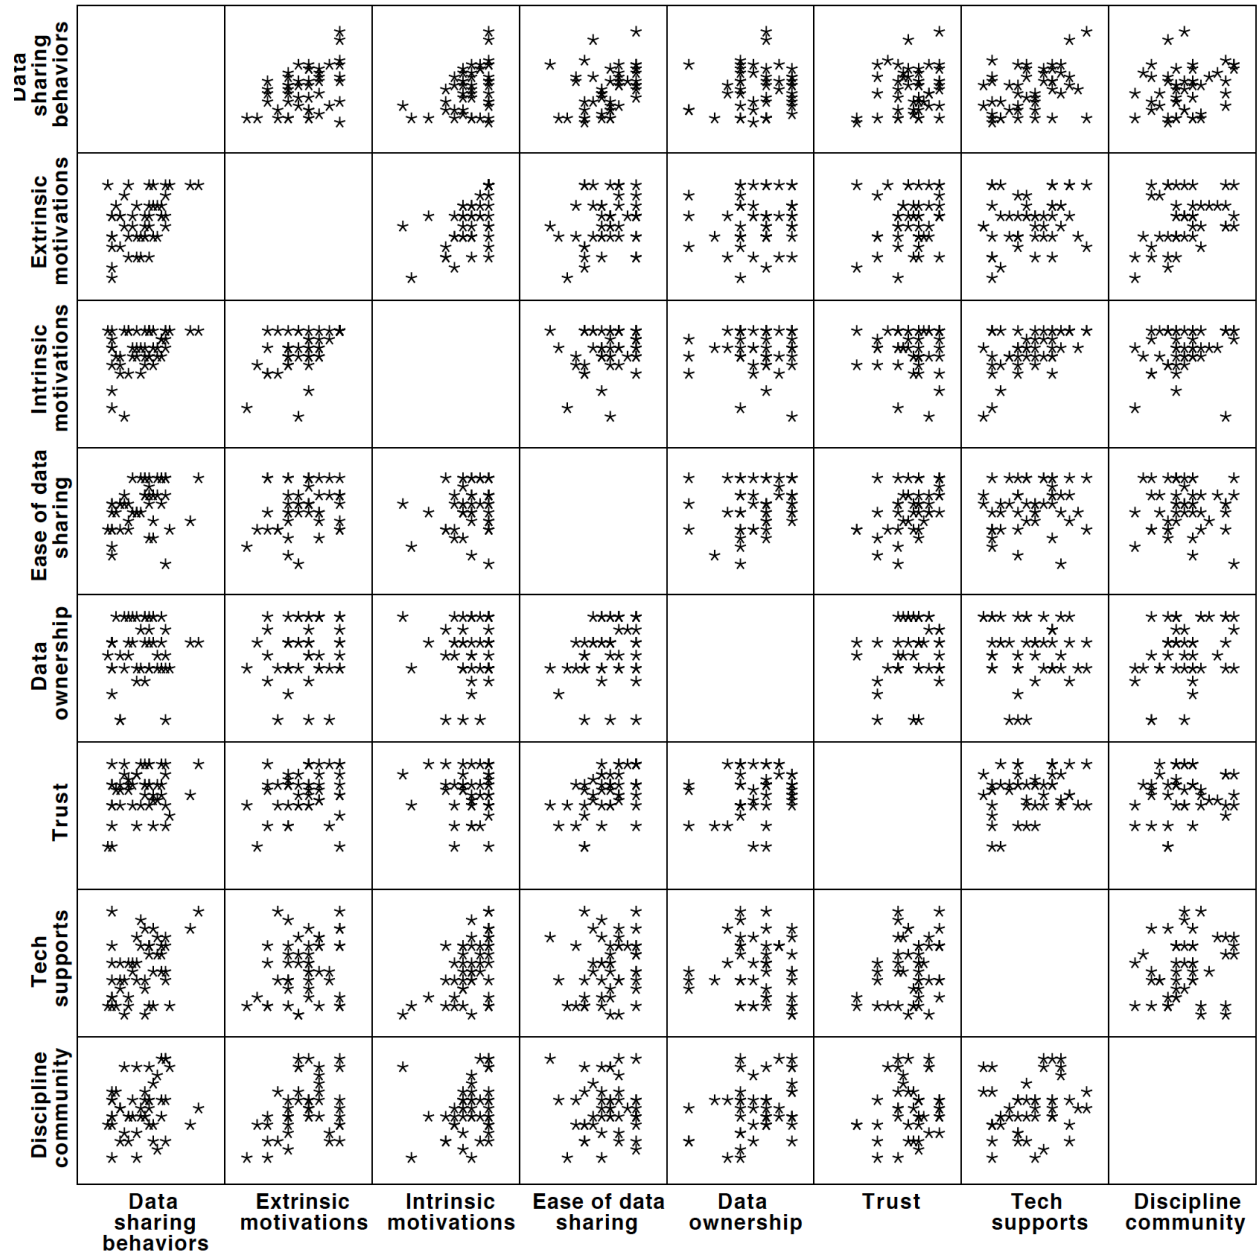 Data
sharing
behaviors
Extrinsic
motivations
Intrinsic
motivations
Ease of data
sharing
Data
ownership
Trust
Tech
supports
Discipline
community
Data
sharing
behaviors
Extrinsic
motivations
Intrinsic
motivations
Ease of data
sharing
Data
ownership
Trust
Tech
supports
Discipline
community